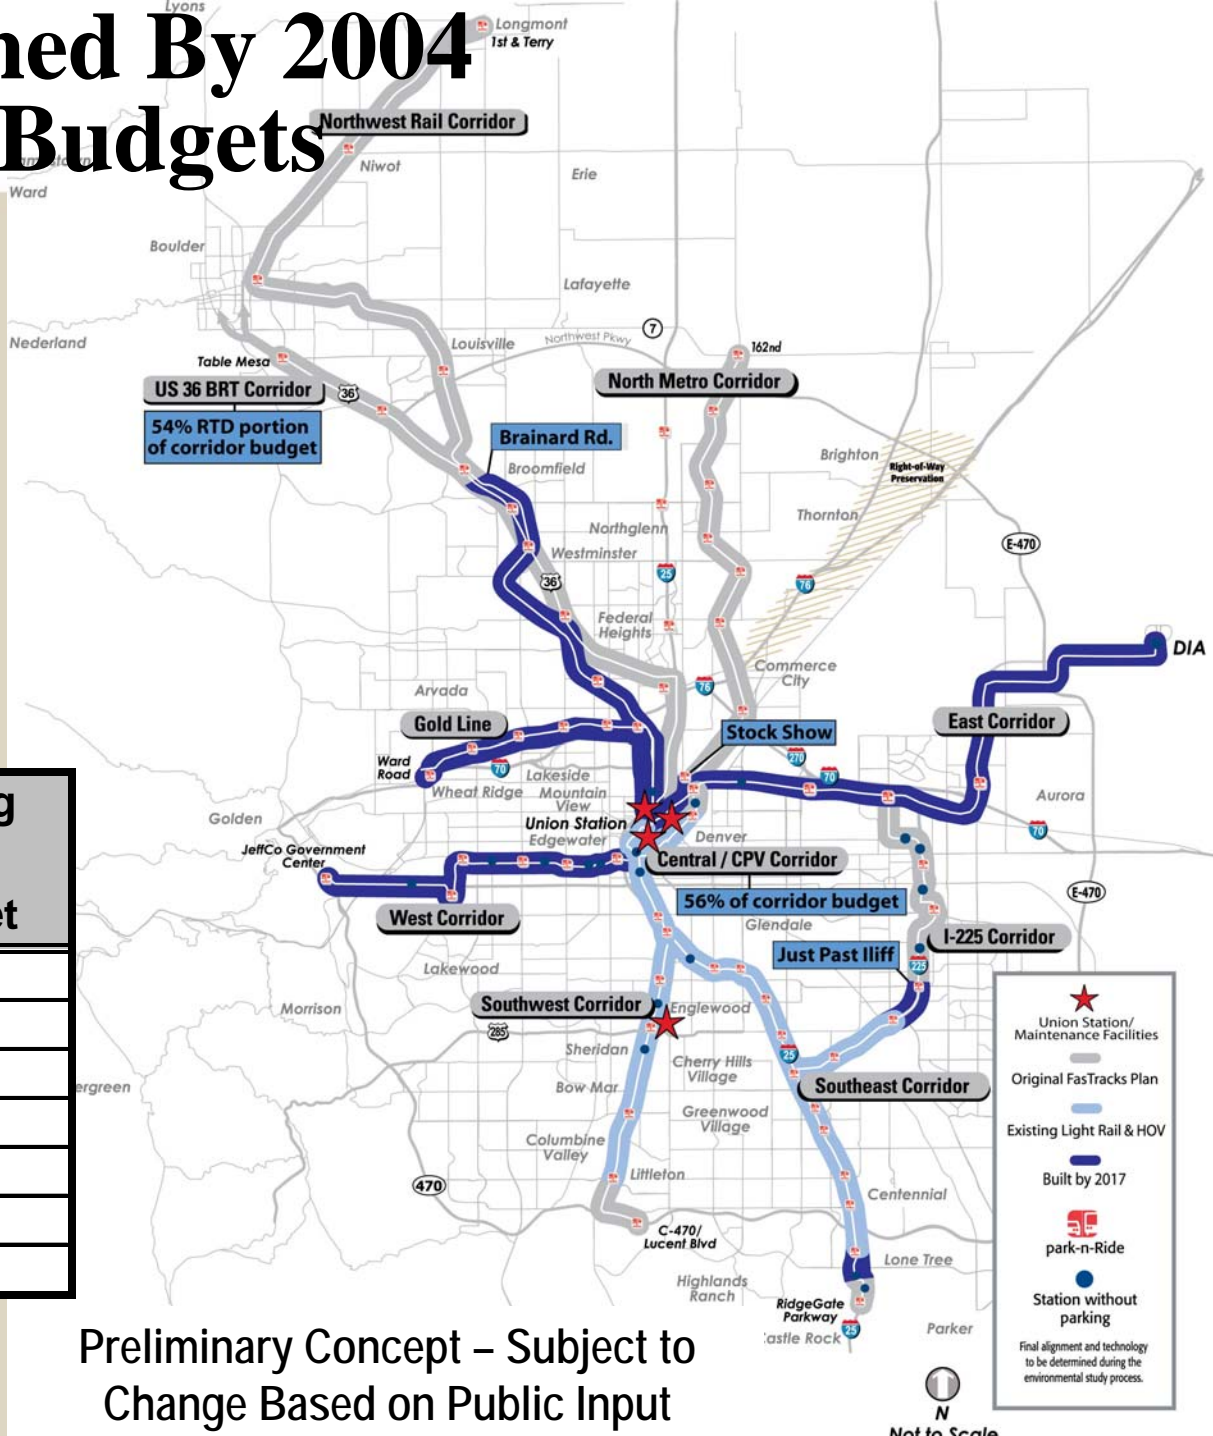 Lyons
ned By 2004
Budgets
Longmont
1st & Terry
Northwest Rail Corridor
Niwot
Erie
Ward
Boulder
Lafayette
Nederland
Louisville
Northwest Pkwy
7
162nd
Table Mesa
US 36 BRT Corridor
36
North Metro Corridor
54% RTD portion
of corridor budget
Brainard Rd.
Broomfield
Brighton
Right-of-Way
Preservation
Northglenn
Thornton
E-470
Westminster
25
76
36
Federal
Heights
DIA
Commerce
City
76
Arvada
Gold Line
East Corridor
Stock Show
Ward
Road
70
270
70
Lakeside
Wheat Ridge
Mountain
View
Aurora
Golden
Union Station
Edgewater
Denver
70
JeffCo Government
Center
Central / CPV Corridor
56% of corridor budget
E-470
West Corridor
Glendale
I-225 Corridor
Just Past Iliff
225
Lakewood
Morrison
Southwest Corridor
Englewood
285
Sheridan
25
Cherry Hills
Village
Bow Mar
Southeast Corridor
ergreen
Greenwood
Village
Columbine
Valley
Littleton
470
Centennial
C-470/
Lucent Blvd
Lone Tree
Highlands
Ranch
RidgeGate
Parkway
25
astle Rock
Parker
g
et
Union Station/
Maintenance Facilities
Original FasTracks Plan
Existing Light Rail & HOV
Built by 2017
park-n-Ride
Station without
parking
Final alignment and technology
to be determined during the
environmental study process.
N
Not to Scale
Preliminary Concept – Subject to
Change Based on Public Input